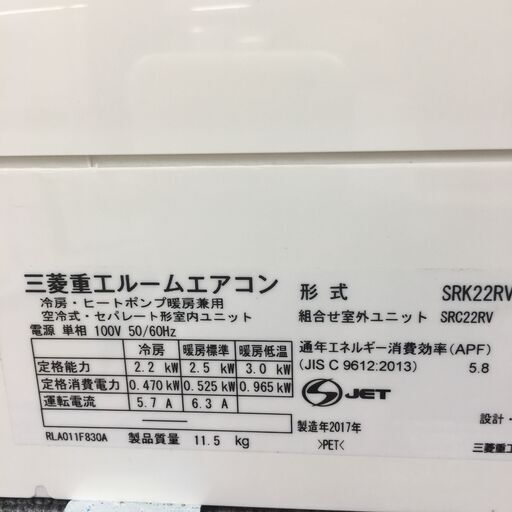 三菱重工ルームエアコン
冷房・ヒートポンプ暖房兼用
空冷式・セパレート形室内ユニット
電源 単相 100V 50/60Hz
冷房 暖房標準 暖房低温
定格能力 2.2 kW 2.5 kW 3.0 kW
定格消費電力 0.470 kW 0.525 kW 0.965 kW
運転電流 5.7 A 6.3 A
RLA011F830A 製品質量 11.5 kg
形式 SRK22RV
組合せ室外ユニット SRC22RV
通年エネルギー消費効率(APF)
(JIS C 9612:2013) 5.8
JET
製造年2017年
>PET<
設計・
三菱重工